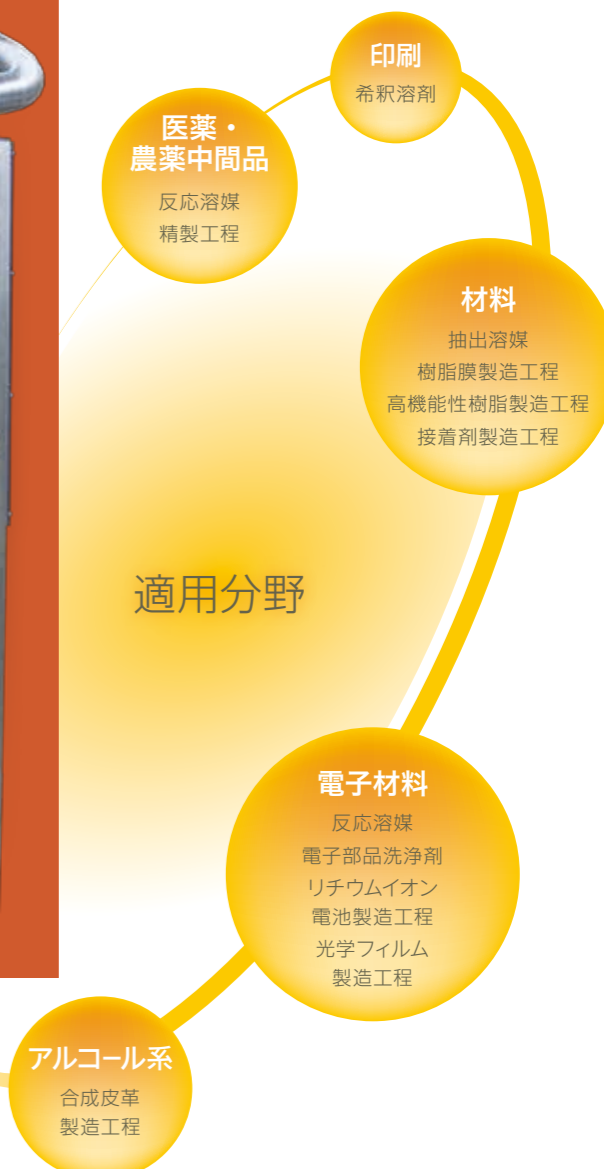 印刷
希釈溶剤
医薬・
農薬中間品
反応溶媒
精製工程
材料
抽出溶媒
樹脂膜製造工程
高機能性樹脂製造工程
接着剤製造工程
適用分野
電子材料
反応溶媒
電子部品洗浄剤
リチウムイオン
電池製造工程
光学フィルム
製造工程
アルコール系
合成皮革
製造工程